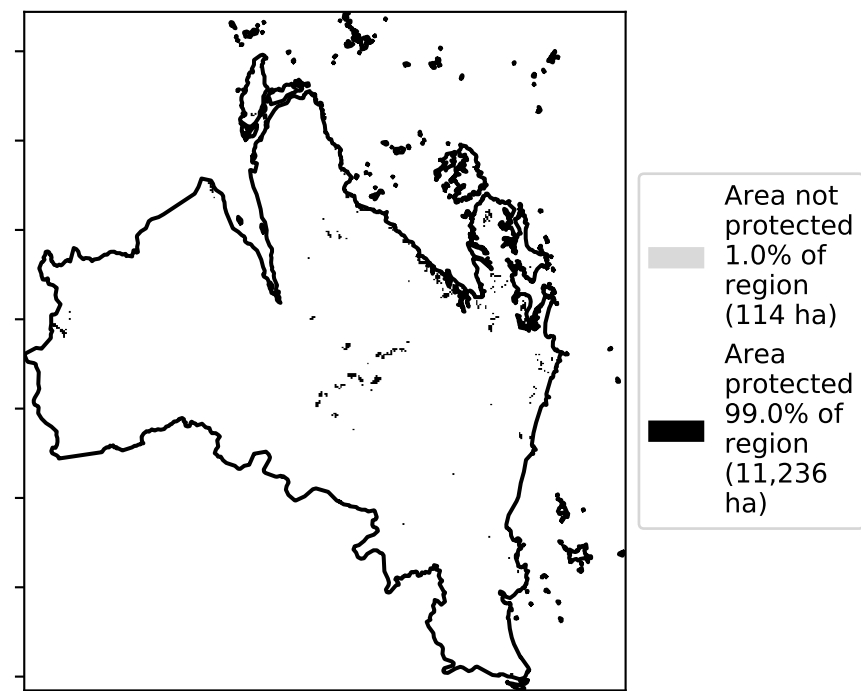 Area not
protected
1.0% of
region
(114 ha)
Area
protected
99.0% of
region
(11,236
ha)